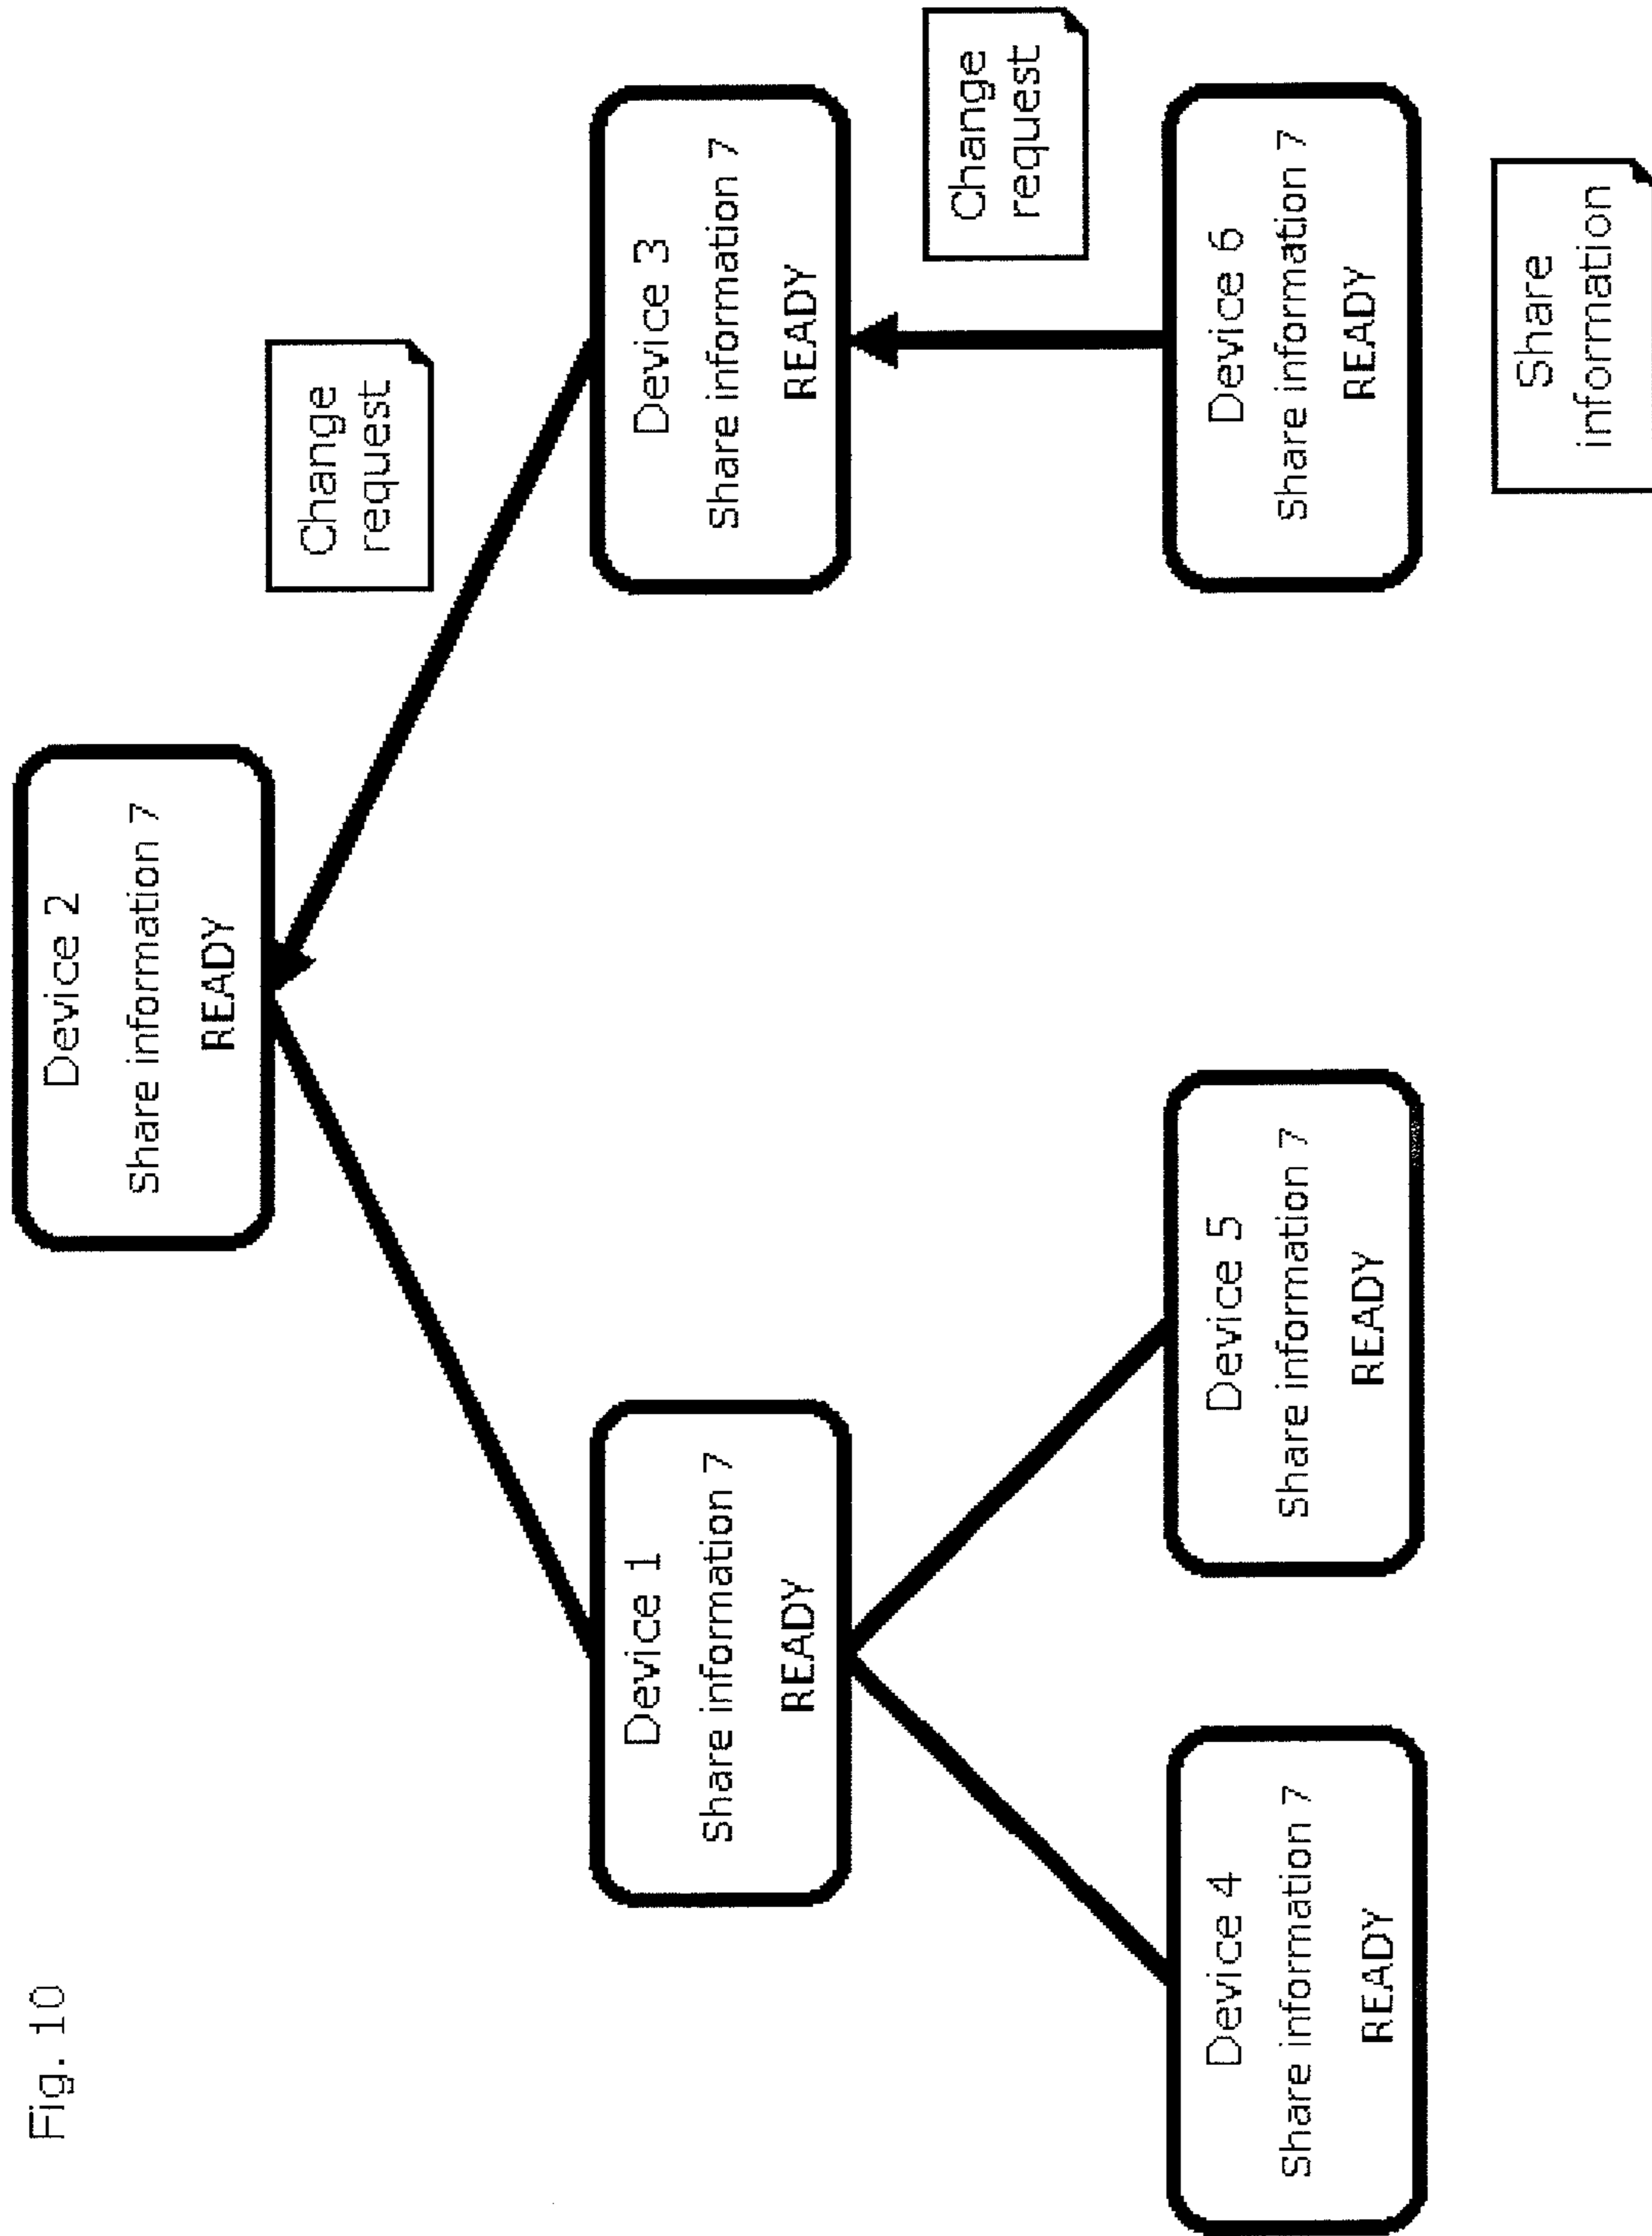 Fig. 10
Device 2
Share information 7
READY
Change
request
Device 1
Share information 7
READY
Device 3
Share information 7
READY
Change
request
Device 4
Share information 7
READY
Device 5
Share information 7
READY
Device 6
Share information 7
READY
Share
information